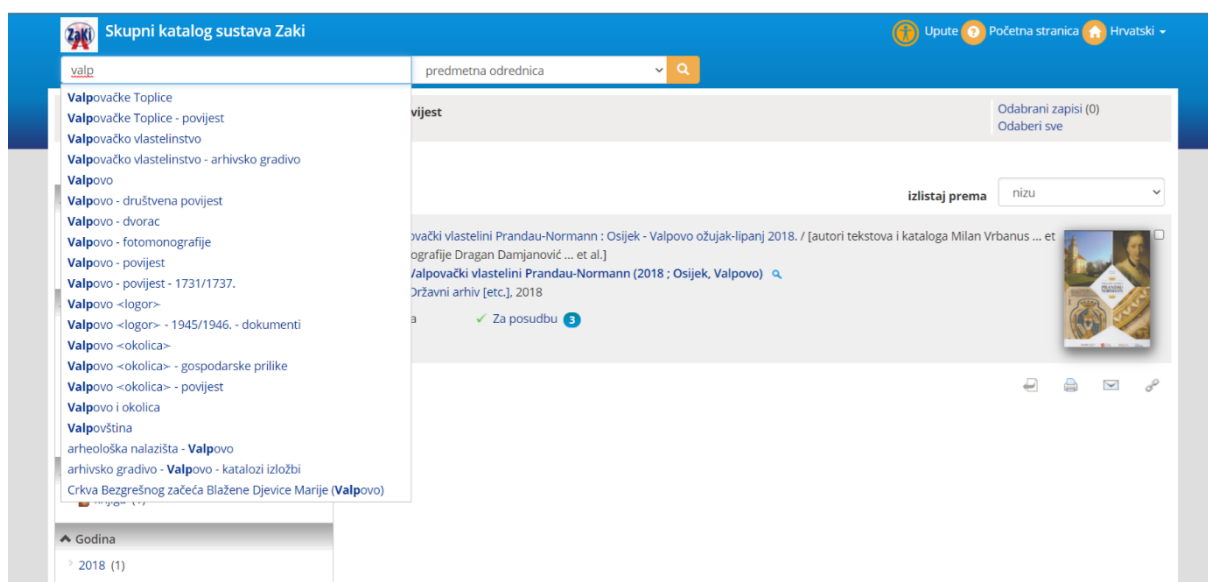 ZaKi
Skupni katalog sustava Zaki
Upute
Početna stranica
Hrvatski
valp
predmetna odrednica
Valpovačke Toplice
Valpovačke Toplice - povijest
Valpovačko vlastelinstvo
Valpovačko vlastelinstvo - arhivsko gradivo
Valpovo
Valpovo - društvena povijest
Valpovo - dvorac
Valpovo - fotomonografije
Valpovo - povijest
Valpovo - povijest - 1731/1737.
Valpovo <logor>
Valpovo <logor> - 1945/1946. - dokumenti
Valpovo <okolica>
Valpovo <okolica> - gospodarske prilike
Valpovo <okolica> - povijest
Valpovo i okolica
Valpovština
arheološka nalazišta - Valpovo
arhivsko gradivo - Valpovo - katalozi izložbi
Crkva Bezgrešnog začeća Blažene Djevice Marije (Valpovo)
vijest
Odabrani zapisi (0)
Odaberi sve
izlistaj prema
nizu
ovački vlastelini Prandau-Normann : Osijek - Valpovo ožujak-lipanj 2018. / [autori tekstova i kataloga Milan Vrbanus ... et
ografije Dragan Damjanović ... et al.]
Valpovački vlastelini Prandau-Normann (2018 ; Osijek, Valpovo)
Državni arhiv [etc.], 2018
a
Za posudbu 3
Godina
2018 (1)